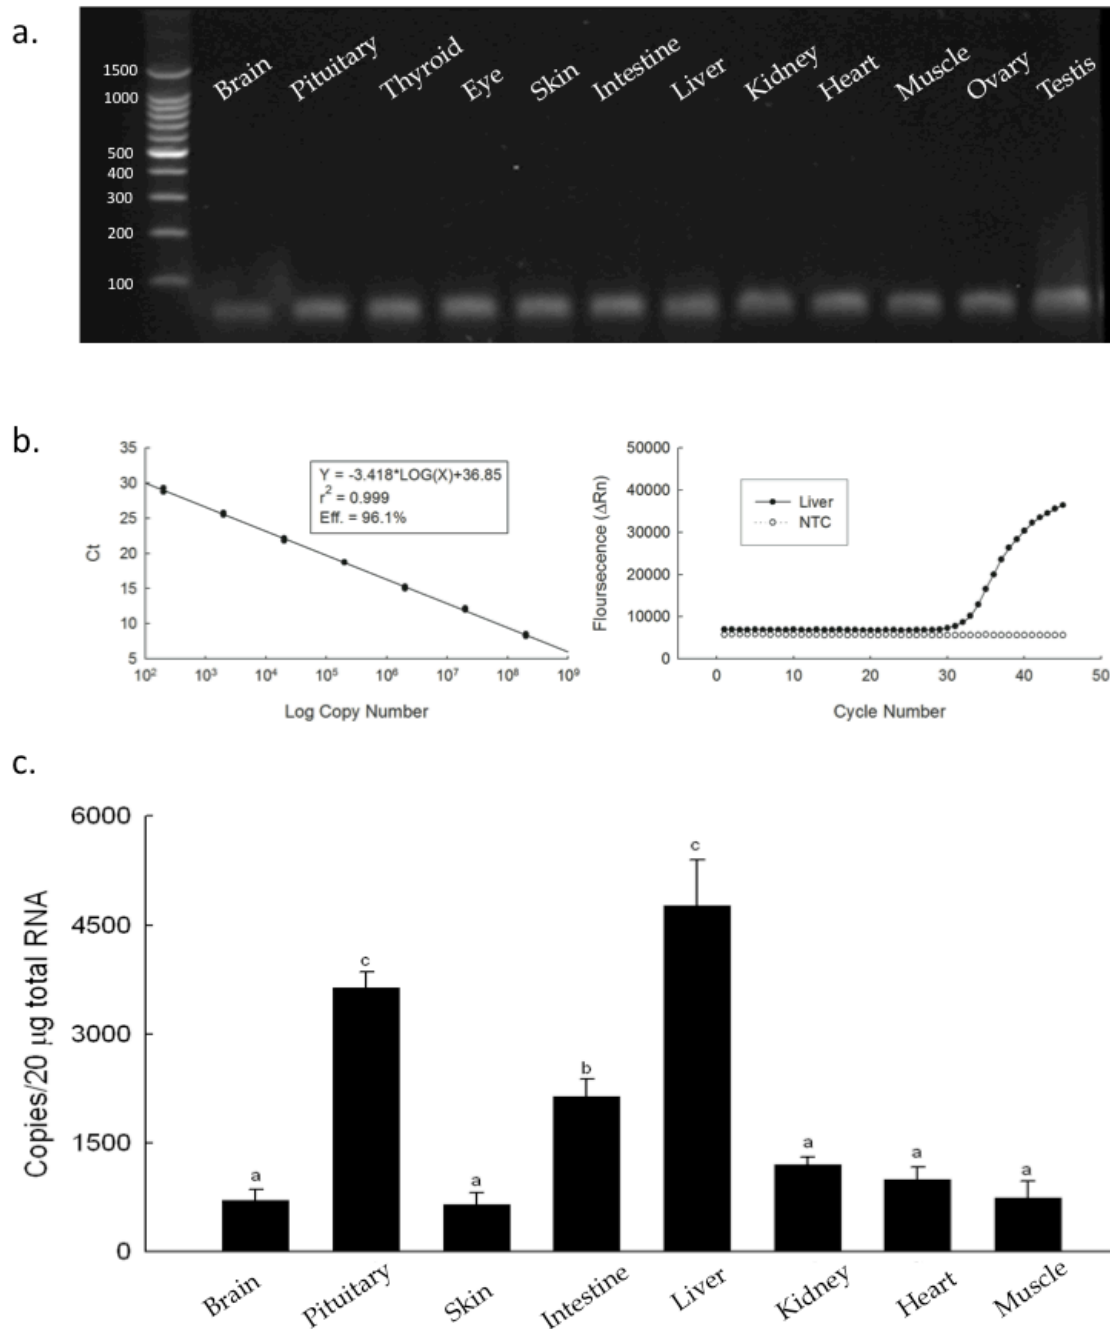 a.
Brain Pituitary Thyroid Eye Skin Intestine Liver Kidney Heart Muscle Ovary Testis
1500
1000
500
400
300
200
100
b.
35
30
25
20
15
10
5
Ct
Y = -3.418*LOG(X)+36.85
r² = 0.999
Eff. = 96.1%
10² 10³ 10⁴ 10⁵ 10⁶ 10⁷ 10⁸ 10⁹
Log Copy Number
50000
40000
30000
20000
10000
0
Floursecence (ΔRn)
Liver
NTC
0 10 20 30 40 50
Cycle Number
c.
6000
4500
3000
1500
0
Copies/20 µg total RNA
a c a b c a a a
Brain Pituitary Skin Intestine Liver Kidney Heart Muscle